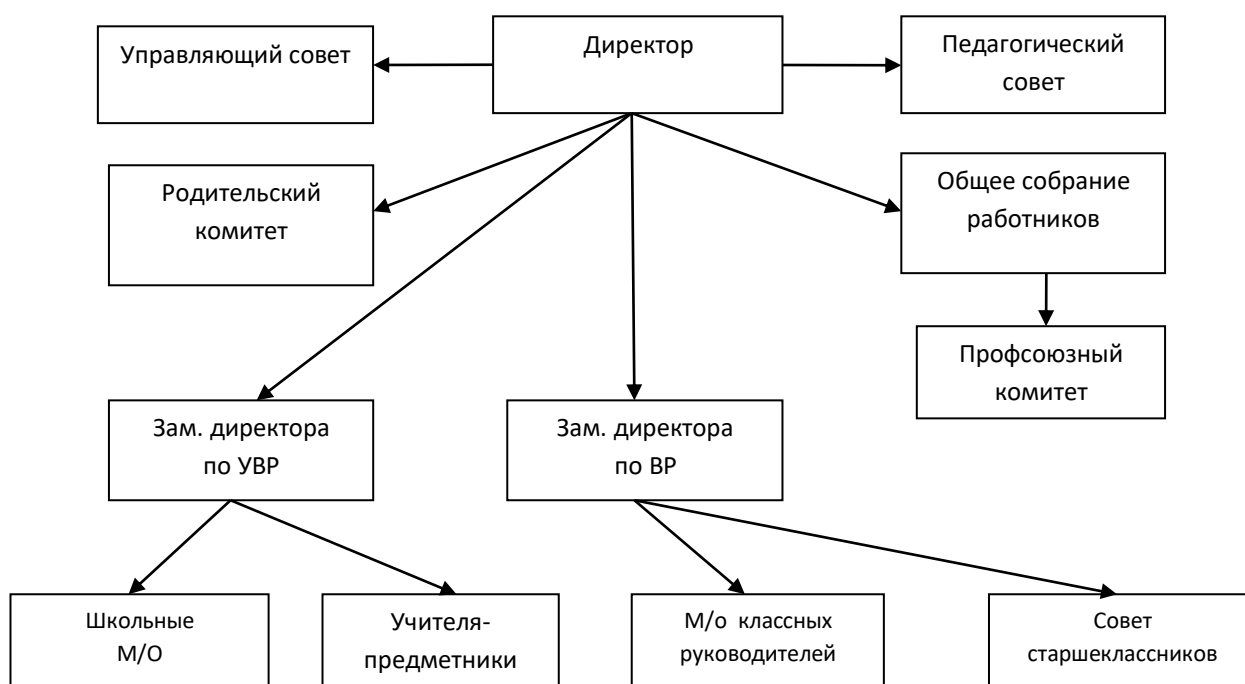 Управляющий совет
Директор
Педагогический
совет
Родительский
комитет
Общее собрание
работников
Профсоюзный
комитет
Зам. директора
по УВР
Зам. директора
по ВР
Школьные
М/О
Учителя-
предметники
М/о классных
руководителей
Совет
старшеклассников